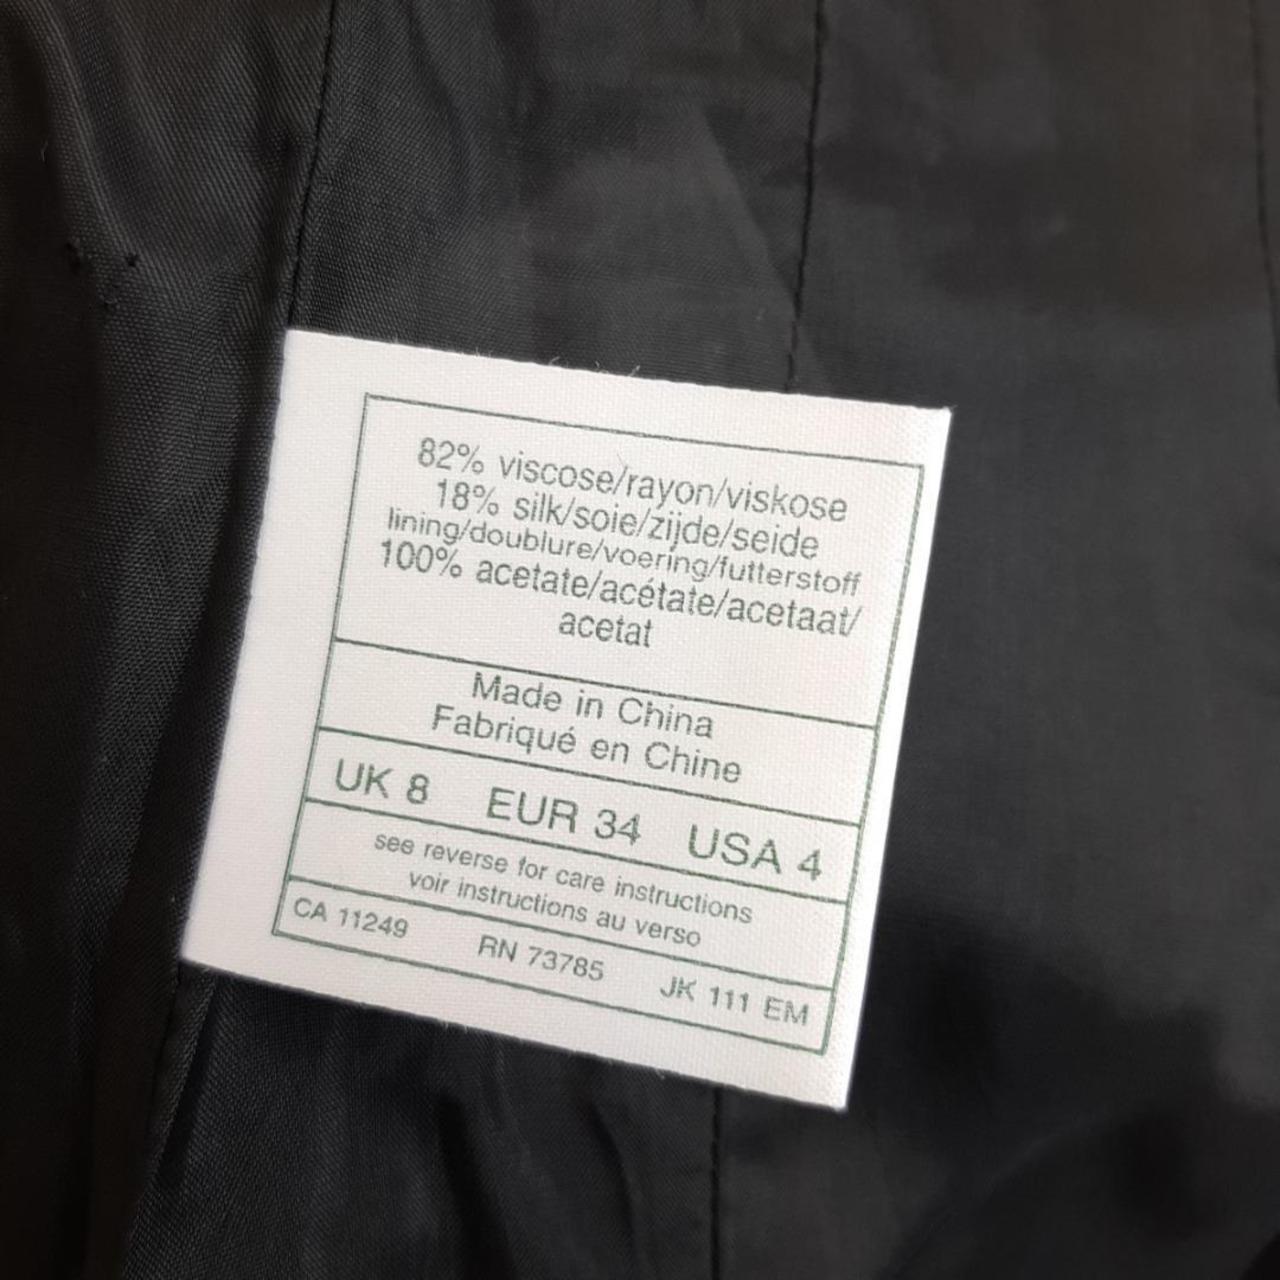 82% viscose/rayon/viskose
18% silk/soie/zijde/seide
lining/doublure/voering/futterstoff
100% acetate/acétate/acetaat/
acetat
Made in China
Fabriqué en Chine
UK 8 EUR 34 USA 4
see reverse for care instructions
voir instructions au verso
CA 11249 RN 73785 JK 111 EM